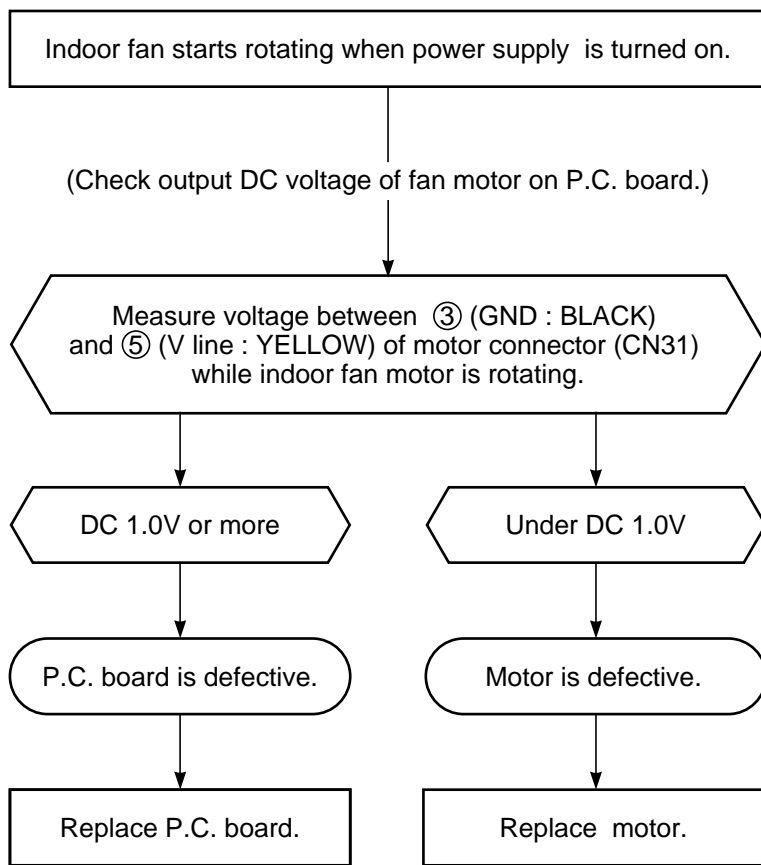 Indoor fan starts rotating when power supply is turned on.
(Check output DC voltage of fan motor on P.C. board.)
Measure voltage between ③ (GND : BLACK)
and ⑤ (V line : YELLOW) of motor connector (CN31)
while indoor fan motor is rotating.
DC 1.0V or more
Under DC 1.0V
P.C. board is defective.
Motor is defective.
Replace P.C. board.
Replace motor.